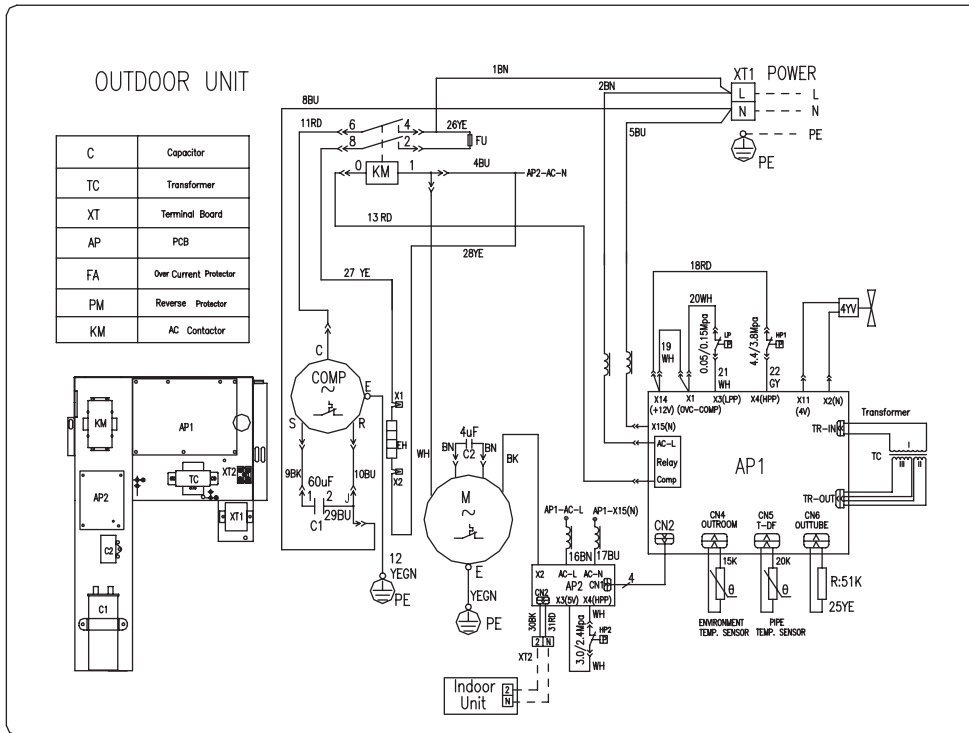 OUTDOOR UNIT
C Capacitor
TC Transformer
XT Terminal Board
AP PCB
FA Over Current Protector
PM Reverse Protector
KM AC Contactor
1BN
2BN
XT1 POWER
L L
N N
PE
PE
8BU
5BU
11RD
6 4 26YE
FU
8 2
0 KM 1 4BU
AP2-AC-N
13 RD
28YE
27 YE
C
COMP
~
E
S R
X1
EH
X2
9BK
60uF
10BU
1 2
J
C1
29BU
12
YEGN
PE
WH
4uF
BN C2 BN
BK
M
~
E
YEGN
PE
18RD
20WH
19
WH
0.05/0.15Mpa
LP
P
21
WH
4.4/3.8Mpa
HP1
P
22
GY
4YV
X14
(+12V)
X1
(OVC-COMP)
X3(LPP)
X4(HPP)
X11
(4V)
X2(N)
X15(N)
AC-L
Relay
Comp
AP1
TR-IN
TR-OUT
Transformer
TC
I
III II
CN2
CN4
OUTROOM
CN5
T-DF
CN6
OUTTUBE
15K
θ
20K
θ
R:51K
25YE
ENVIRONMENT
TEMP. SENSOR
PIPE
TEMP. SENSOR
AP1-AC-L
AP1-X15(N)
16BN
17BU
X2
AC-L AC-N
AP2
CN2
CN1
4
X3(5V) X4(HPP)
30BK
31RD
3.0/2.4Mpa
WH
HP2
P
WH
2 N
XT2
Indoor
Unit
2
N
KM
AP1
AP2
TC
XT2
XT1
C2
C1